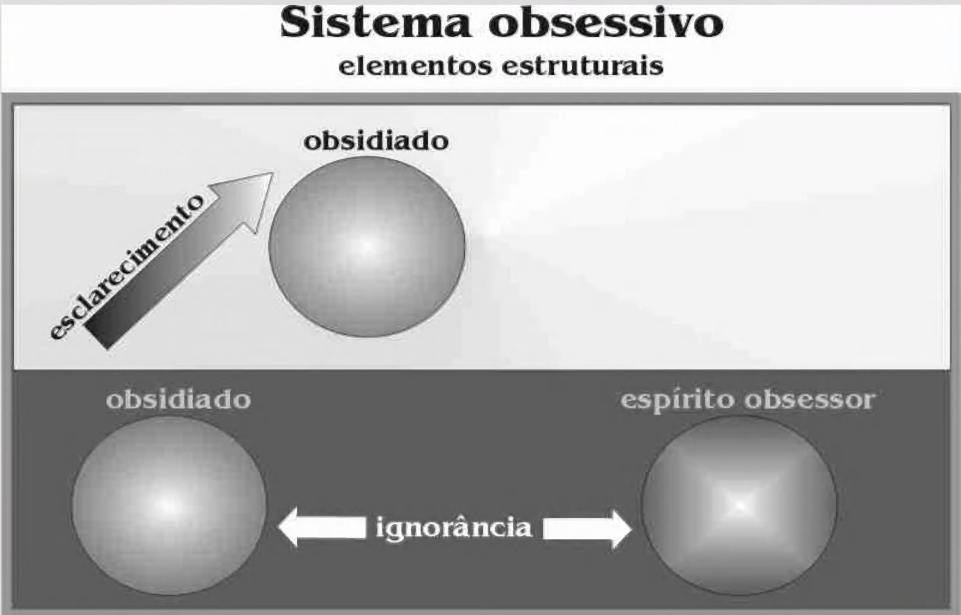 Sistema obsessivo
elementos estruturais
obsidiado
esclarecimento
obsidiado
espírito obsessor
ignorância